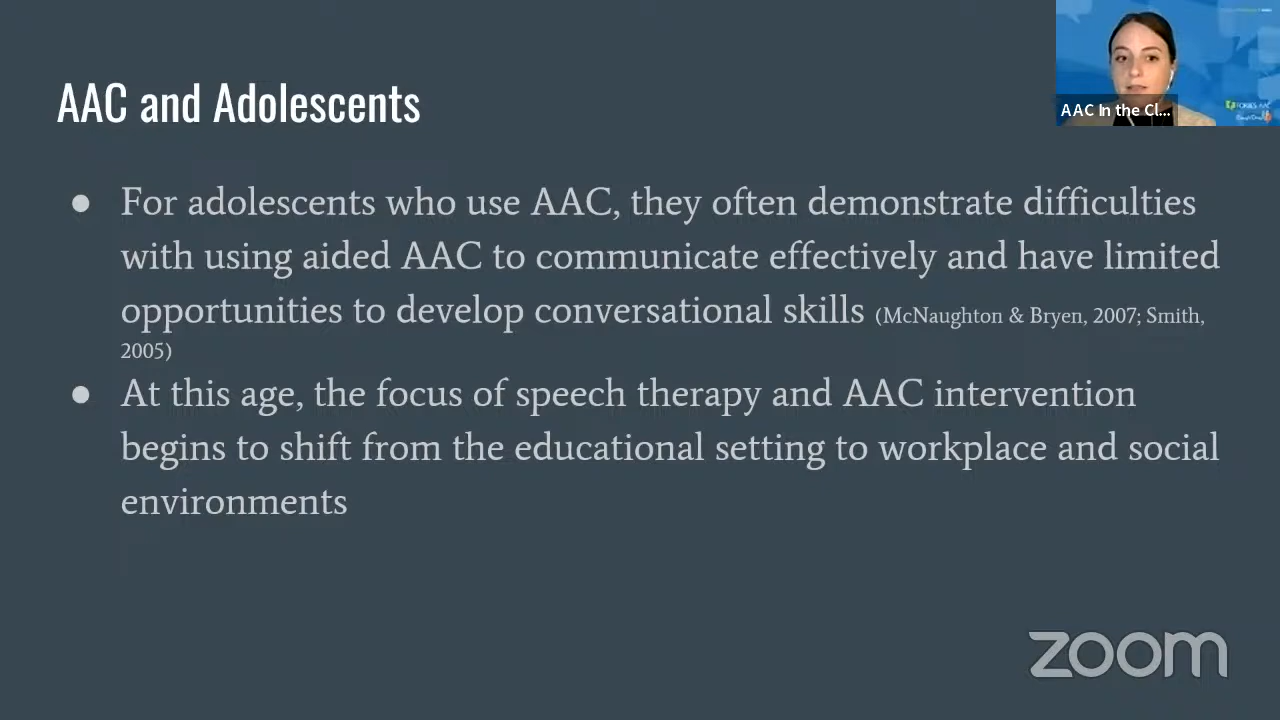 AAC and Adolescents
AAC In the Cl...
FORBES AAC
● For adolescents who use AAC, they often demonstrate difficulties
with using aided AAC to communicate effectively and have limited
opportunities to develop conversational skills (McNaughton & Bryen, 2007; Smith,
2005)
● At this age, the focus of speech therapy and AAC intervention
begins to shift from the educational setting to workplace and social
environments
zoom